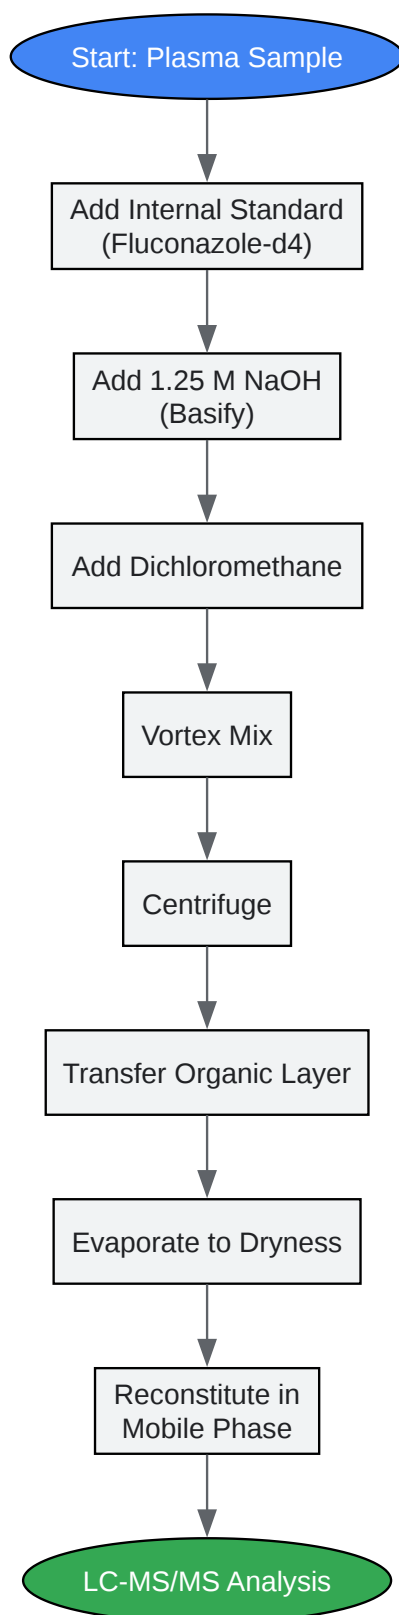 Start: Plasma Sample
Add Internal Standard
(Fluconazole-d4)
Add 1.25 M NaOH
(Basify)
Add Dichloromethane
Vortex Mix
Centrifuge
Transfer Organic Layer
Evaporate to Dryness
Reconstitute in
Mobile Phase
LC-MS/MS Analysis